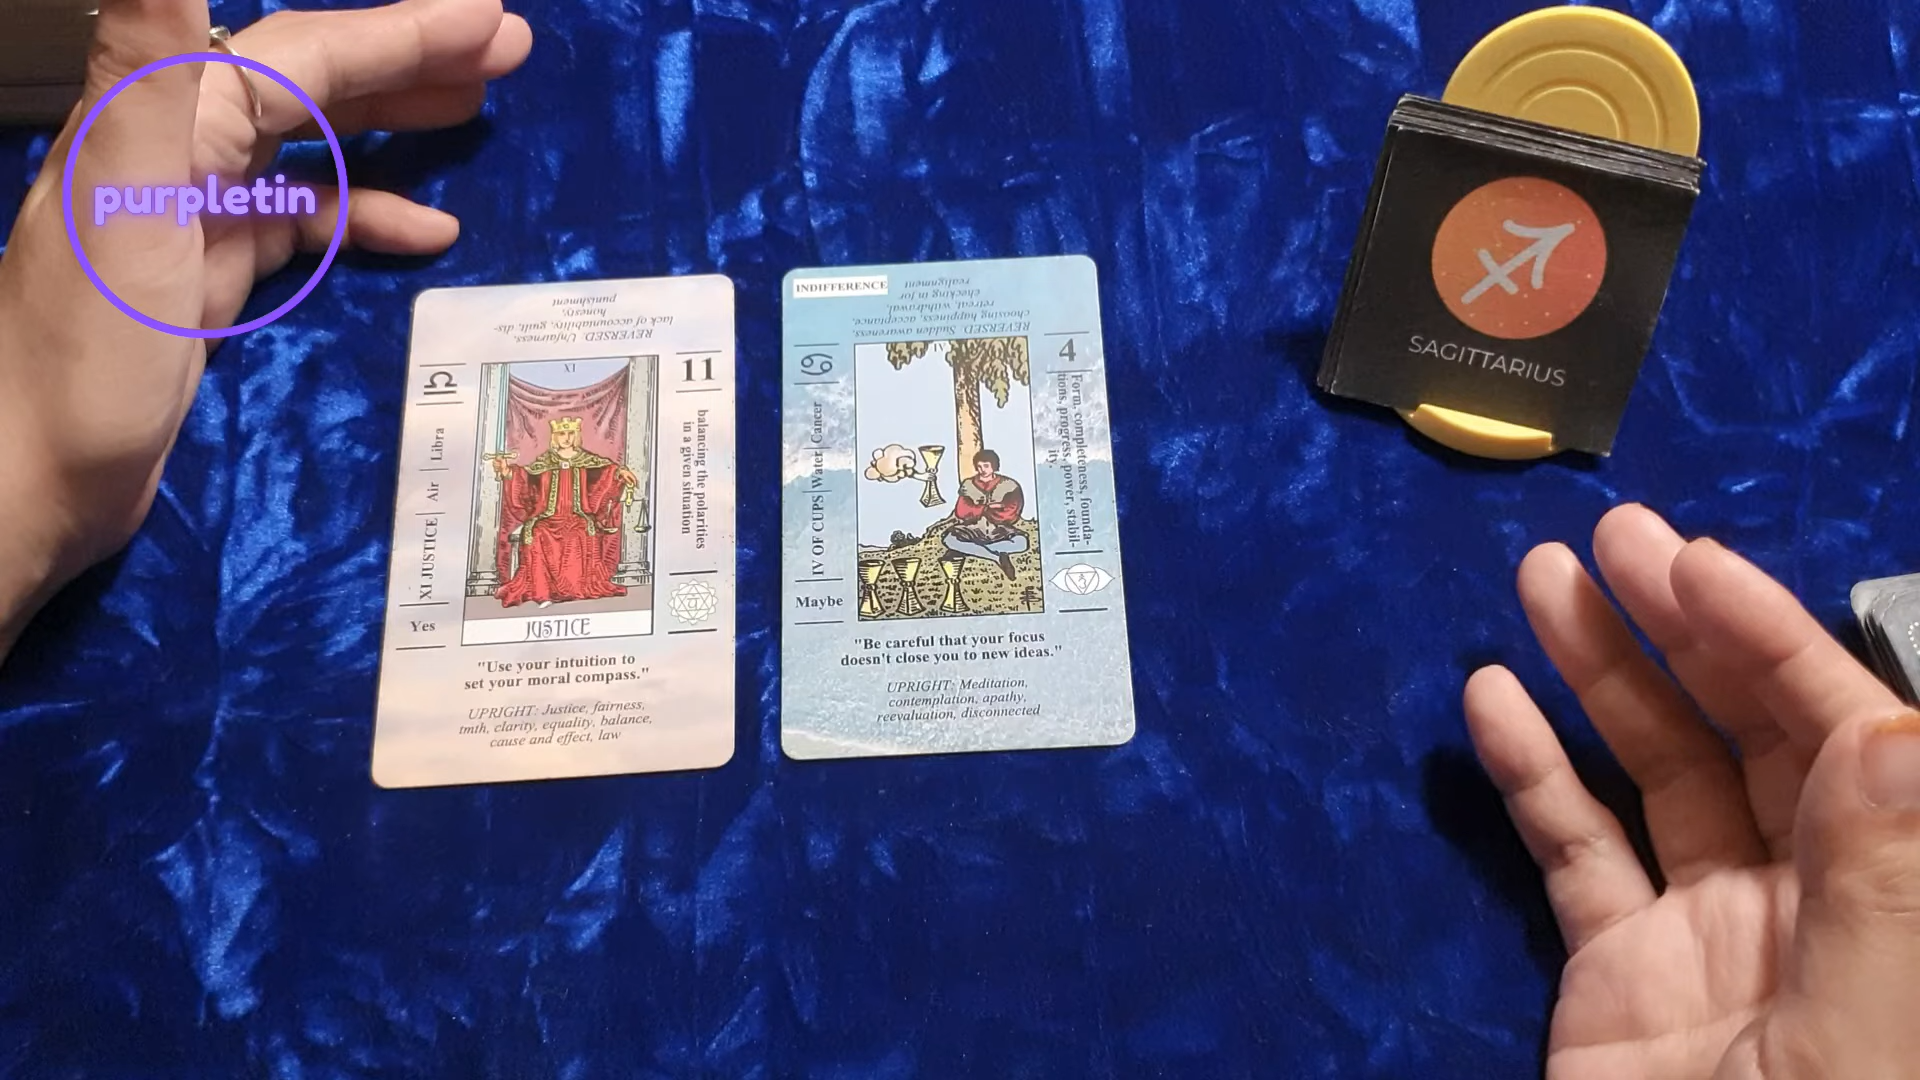 purpletin
REVERSED: Unfairness,
lack of accountability, guilt, dis-
honesty,
punishment
11
balancing the polarities
in a given situation
XI JUSTICE | Air | Libra
Yes
XI
JUSTICE
"Use your intuition to
set your moral compass."
UPRIGHT: Justice, fairness,
tmth, clarity, equality, balance,
cause and effect, law
INDIFFERENCE
REVERSED: Sudden awareness
choosing happiness, acceptance,
retreat, withdrawal,
checking in for
realignment
4
Form, completeness, founda-
tions, progress, power, stabil-
ity.
IV OF CUPS | Water | Cancer
Maybe
"Be careful that your focus
doesn't close you to new ideas."
UPRIGHT: Meditation,
contemplation, apathy,
reevaluation, disconnected
SAGITTARIUS